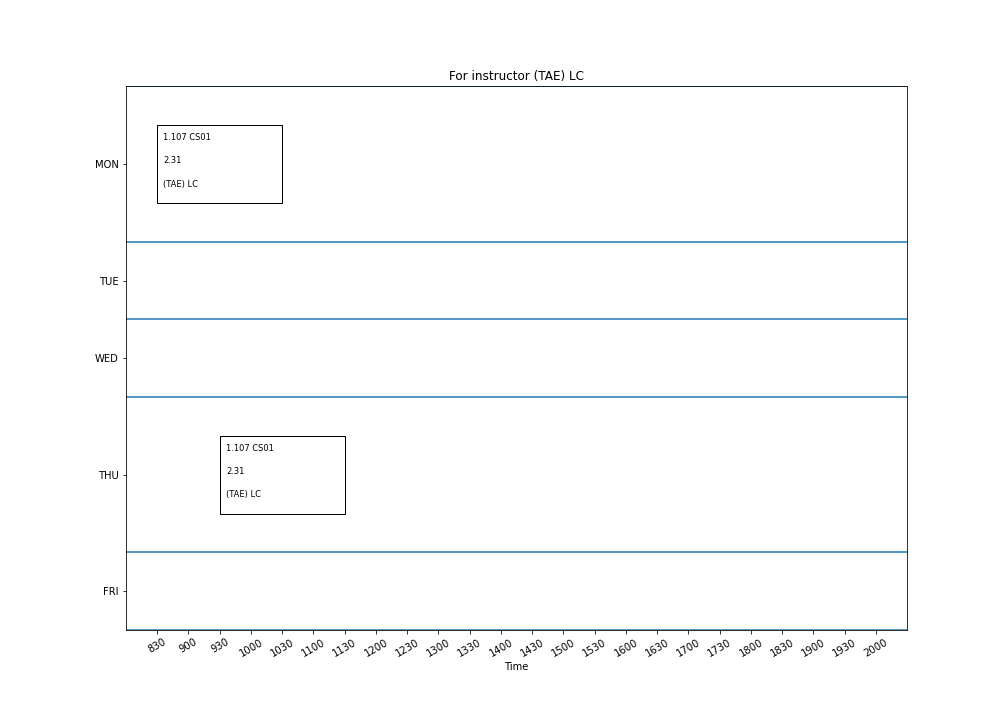 For instructor (TAE) LC
MON
1.107 CS01
2.31
(TAE) LC
TUE
WED
THU
1.107 CS01
2.31
(TAE) LC
FRI
830 900 930 1000 1030 1100 1130 1200 1230 1300 1330 1400 1430 1500 1530 1600 1630 1700 1730 1800 1830 1900 1930 2000
Time